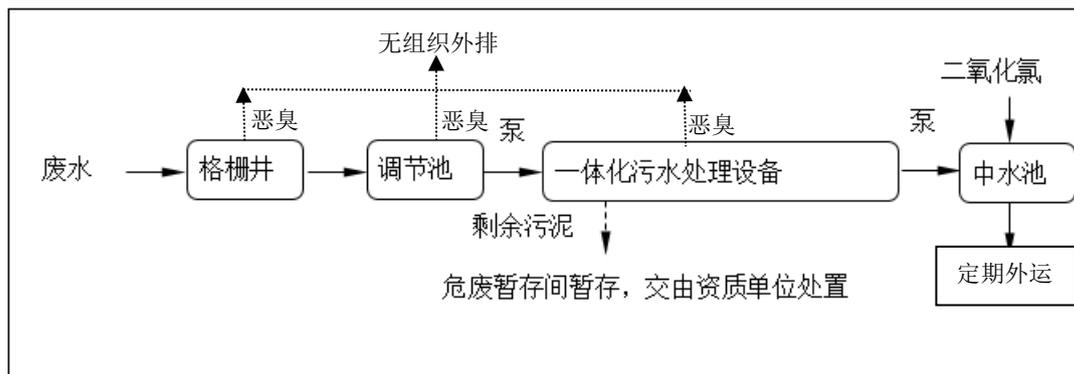 无组织外排
二氧化氯
恶臭
恶臭
泵
恶臭
泵
废水
格栅井
调节池
一体化污水处理设备
中水池
剩余污泥
危废暂存间暂存，交由资质单位处置
定期外运